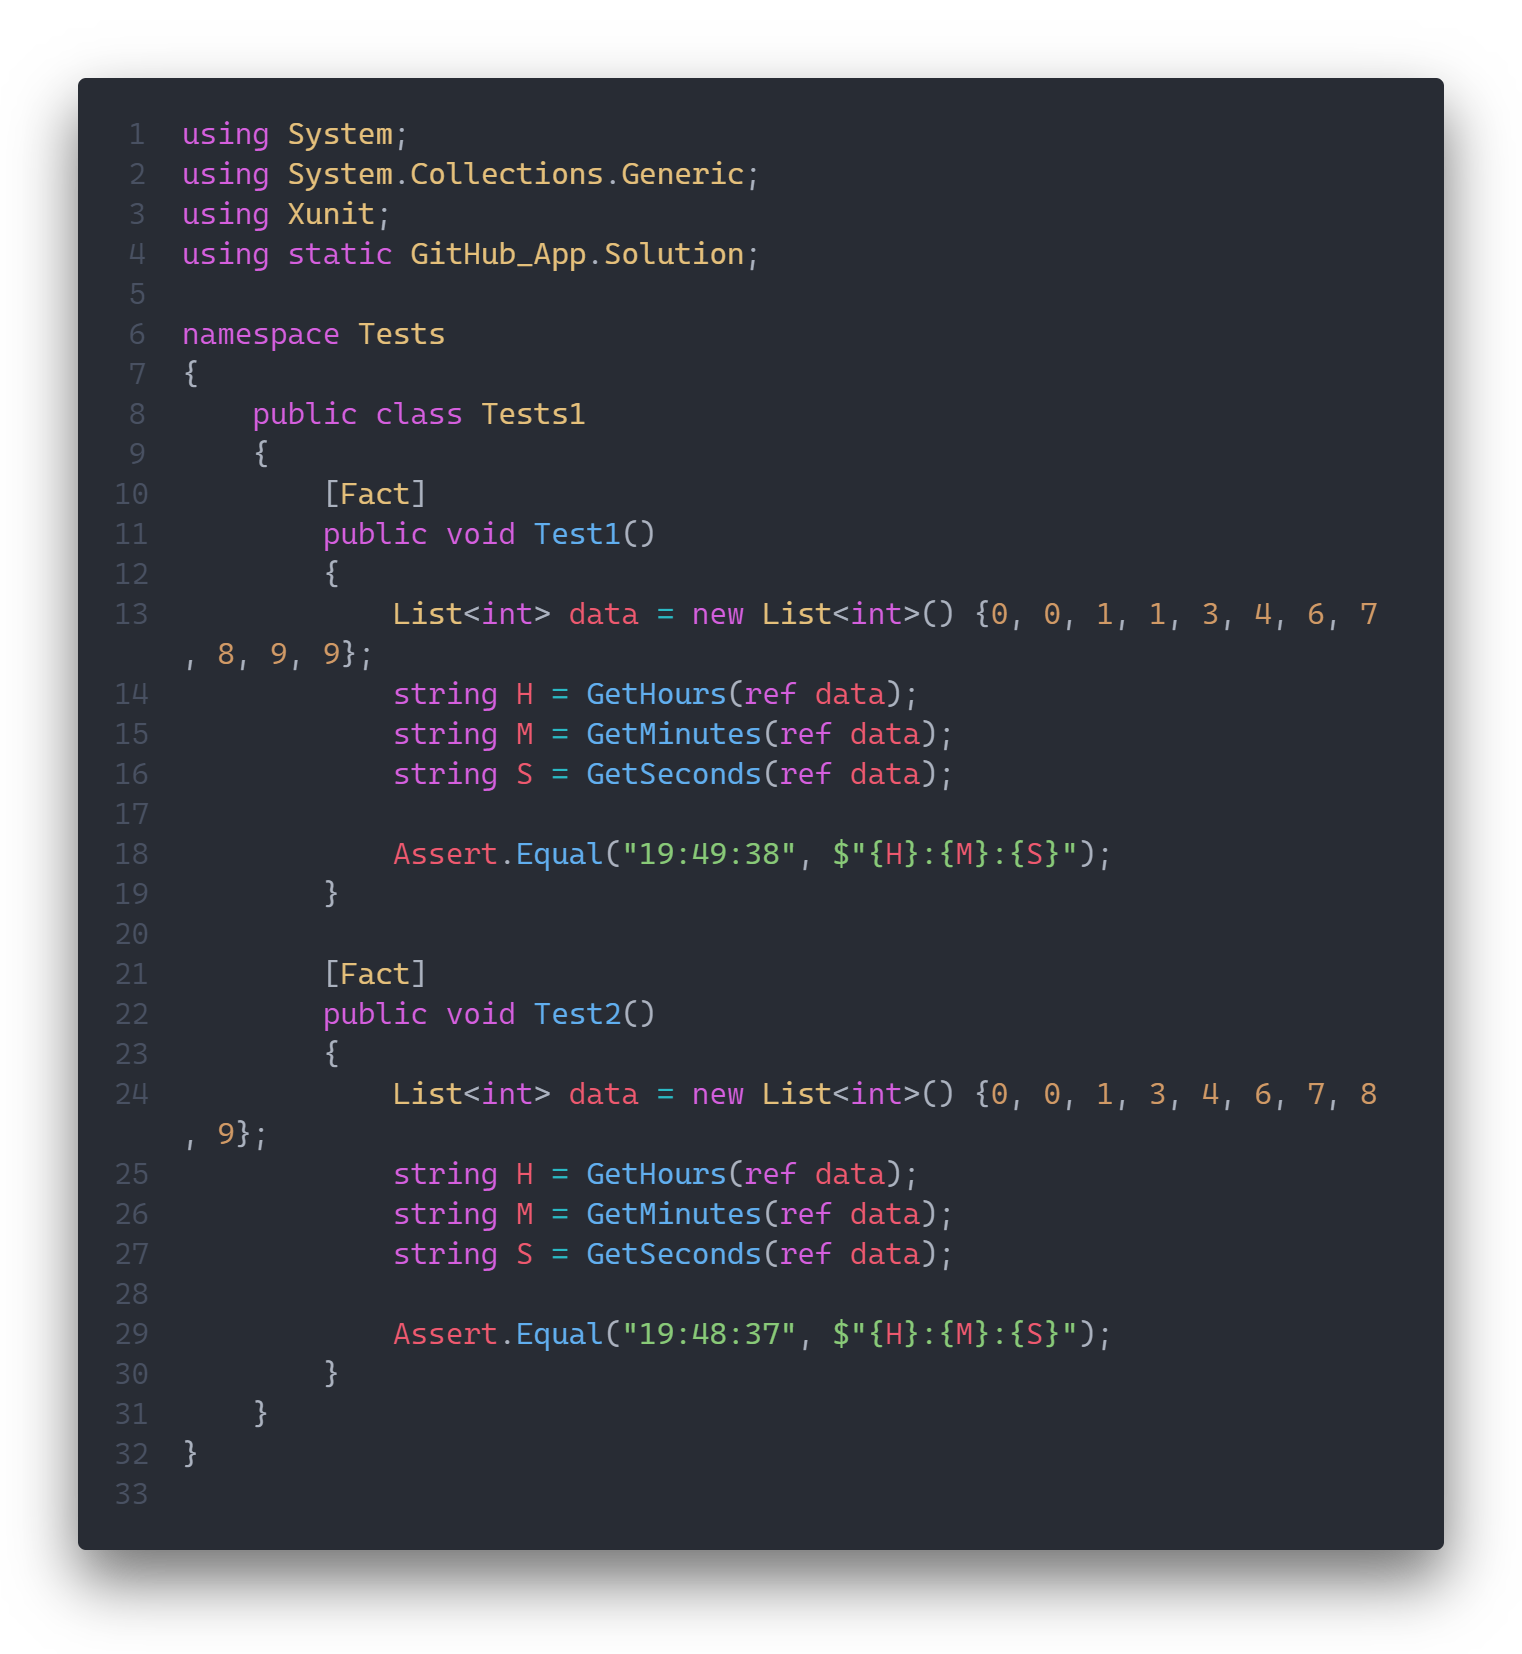 1 using System;
2 using System.Collections.Generic;
3 using Xunit;
4 using static GitHub_App.Solution;
5
6 namespace Tests
7 {
8     public class Tests1
9     {
10         [Fact]
11         public void Test1()
12         {
13             List<int> data = new List<int>() {0, 0, 1, 1, 3, 4, 6, 7
, 8, 9, 9};
14             string H = GetHours(ref data);
15             string M = GetMinutes(ref data);
16             string S = GetSeconds(ref data);
17
18             Assert.Equal("19:49:38", $"{H}:{M}:{S}");
19         }
20
21         [Fact]
22         public void Test2()
23         {
24             List<int> data = new List<int>() {0, 0, 1, 3, 4, 6, 7, 8
, 9};
25             string H = GetHours(ref data);
26             string M = GetMinutes(ref data);
27             string S = GetSeconds(ref data);
28
29             Assert.Equal("19:48:37", $"{H}:{M}:{S}");
30         }
31     }
32 }
33